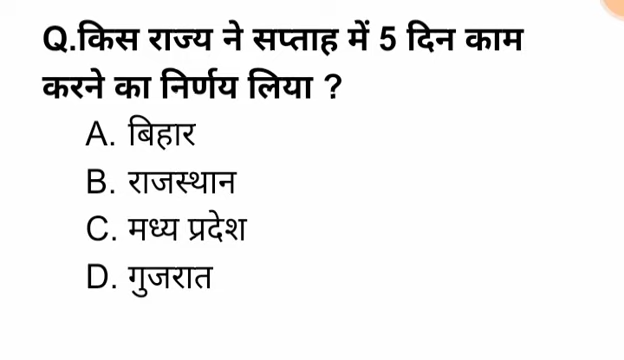 Q.किस राज्य ने सप्ताह में 5 दिन काम
करने का निर्णय लिया ?
A. बिहार
B. राजस्थान
C. मध्य प्रदेश
D. गुजरात